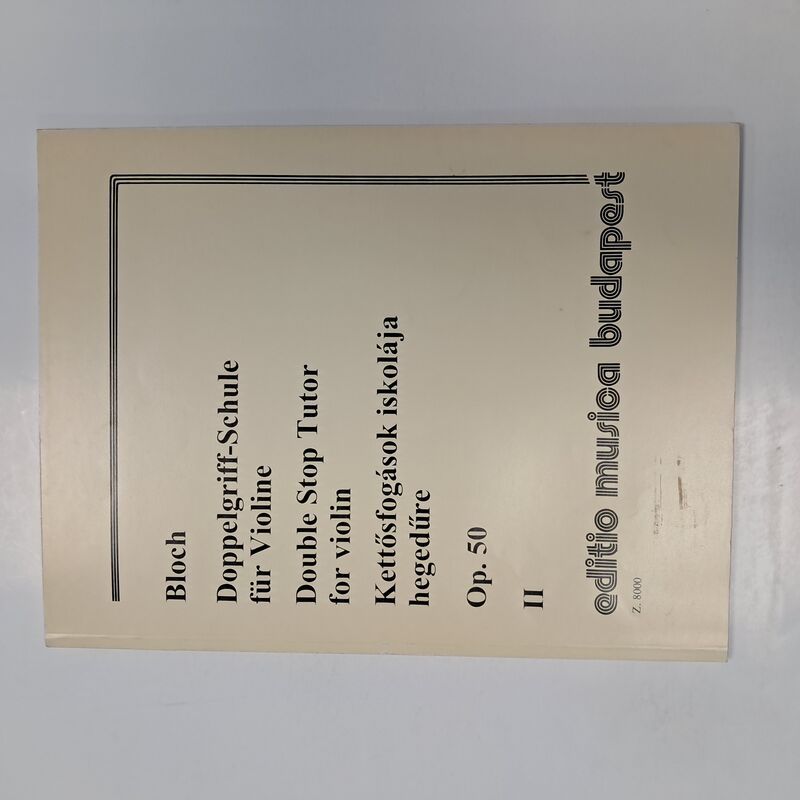 Bloch
Doppelgriff-Schule
für Violine
Double Stop Tutor
for violin
Kettősfogások iskolája
hegedűre
Op. 50
II
editio musica budapest
Z. 8000